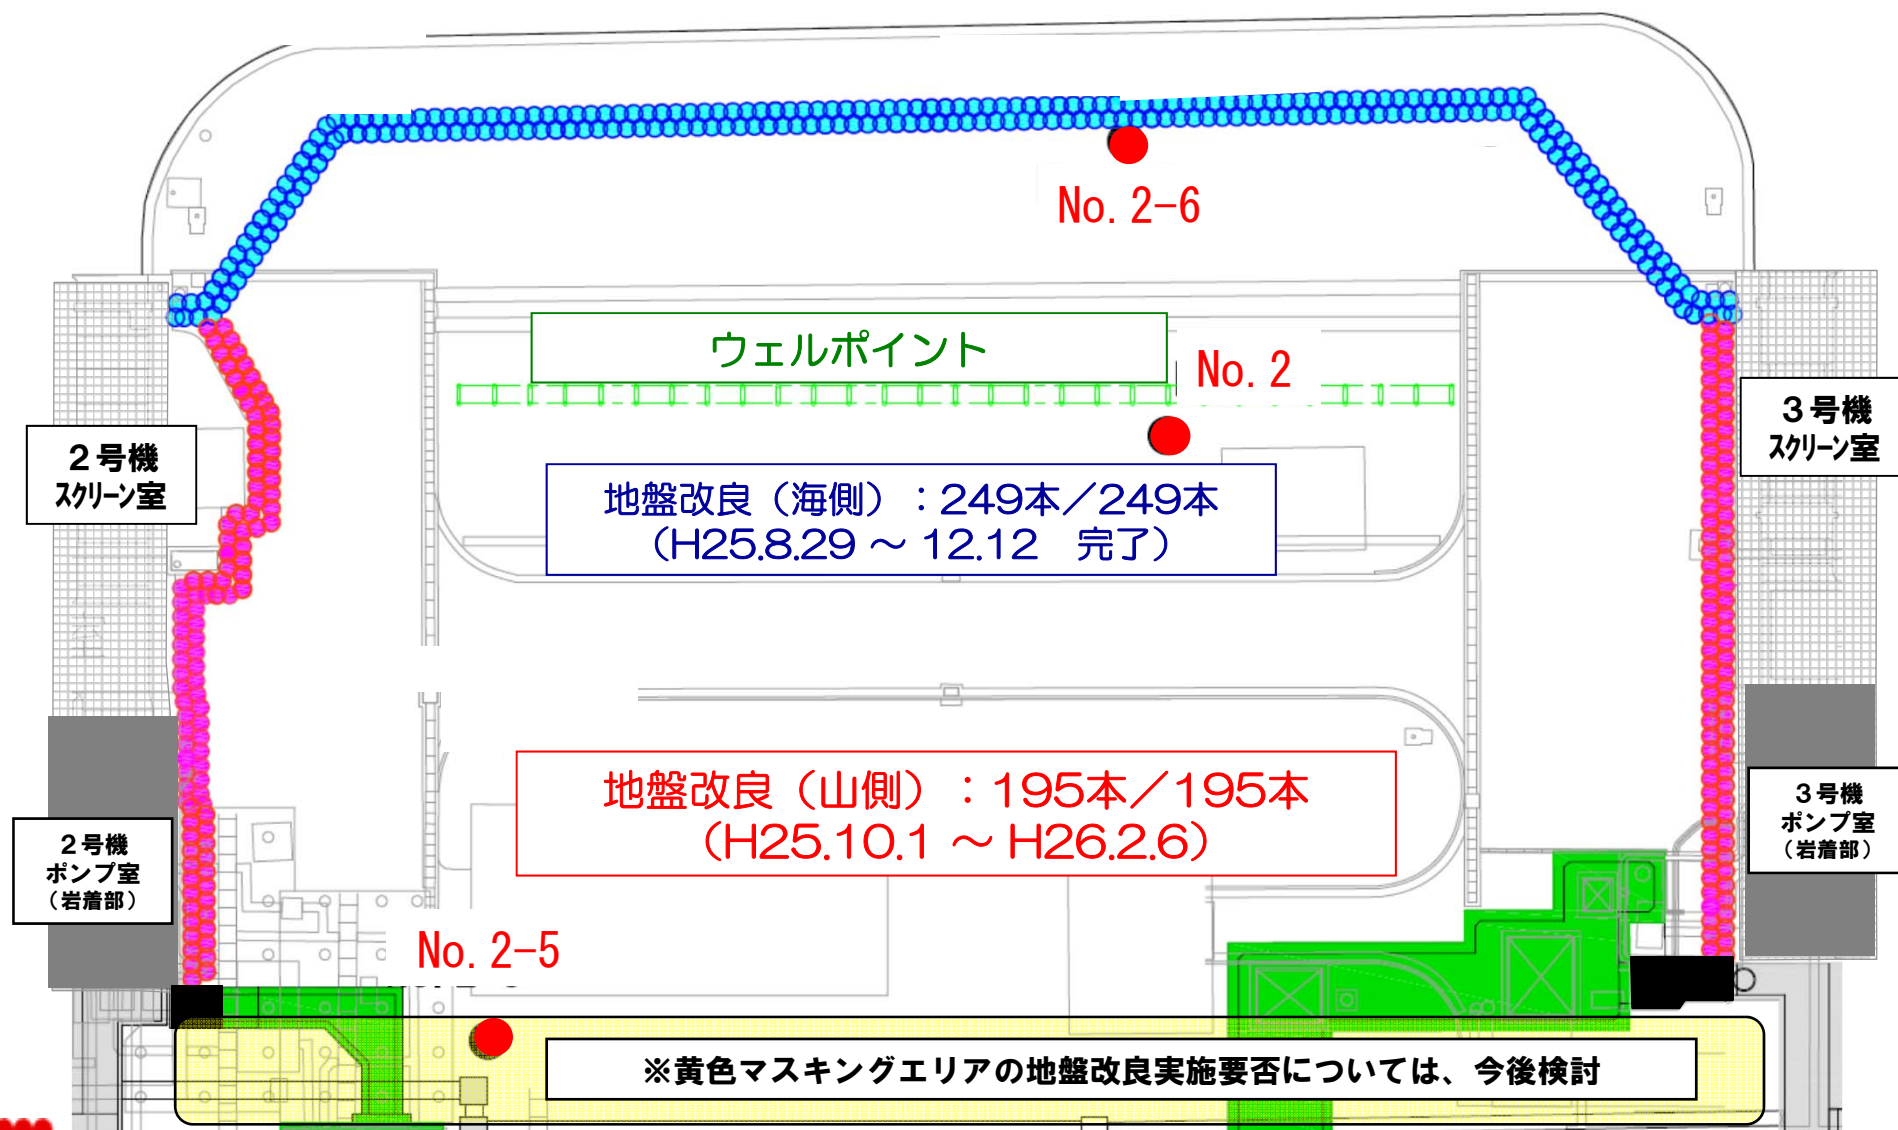 No. 2-6
ウェルポイント
No. 2
2号機
スクリーン室
3号機
スクリーン室
地盤改良（海側）：249本／249本
（H25.8.29 ～ 12.12　完了）
地盤改良（山側）：195本／195本
（H25.10.1 ～ H26.2.6）
2号機
ポンプ室
（岩着部）
3号機
ポンプ室
（岩着部）
No. 2-5
※黄色マスキングエリアの地盤改良実施要否については、今後検討